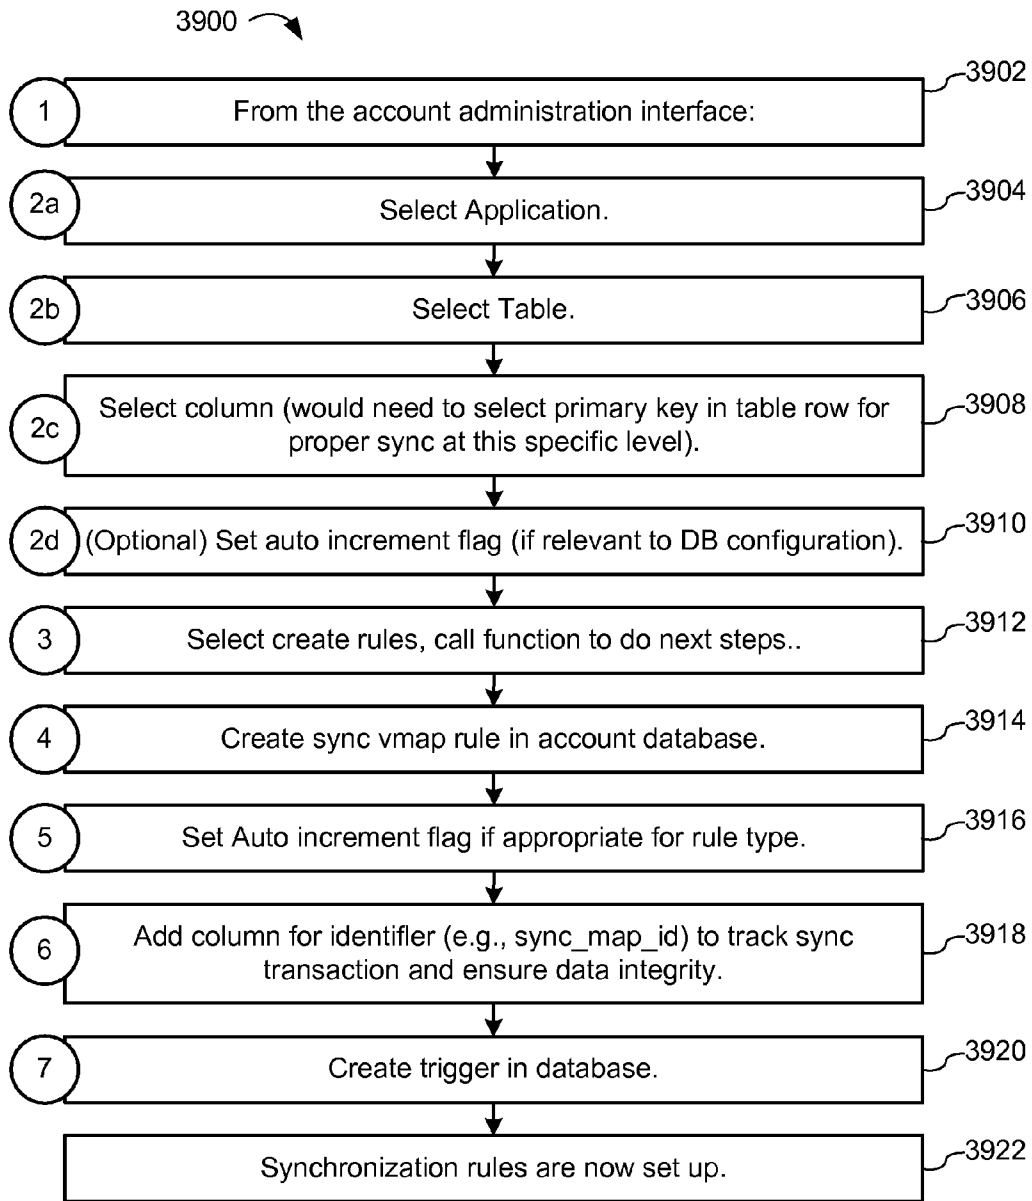 3900
3902
1
From the account administration interface:
3904
2a
Select Application.
3906
2b
Select Table.
3908
2c
Select column (would need to select primary key in table row for
proper sync at this specific level).
3910
2d
(Optional) Set auto increment flag (if relevant to DB configuration).
3912
3
Select create rules, call function to do next steps..
3914
4
Create sync vmap rule in account database.
3916
5
Set Auto increment flag if appropriate for rule type.
3918
6
Add column for identifler (e.g., sync_map_id) to track sync
transaction and ensure data integrity.
3920
7
Create trigger in database.
3922
Synchronization rules are now set up.